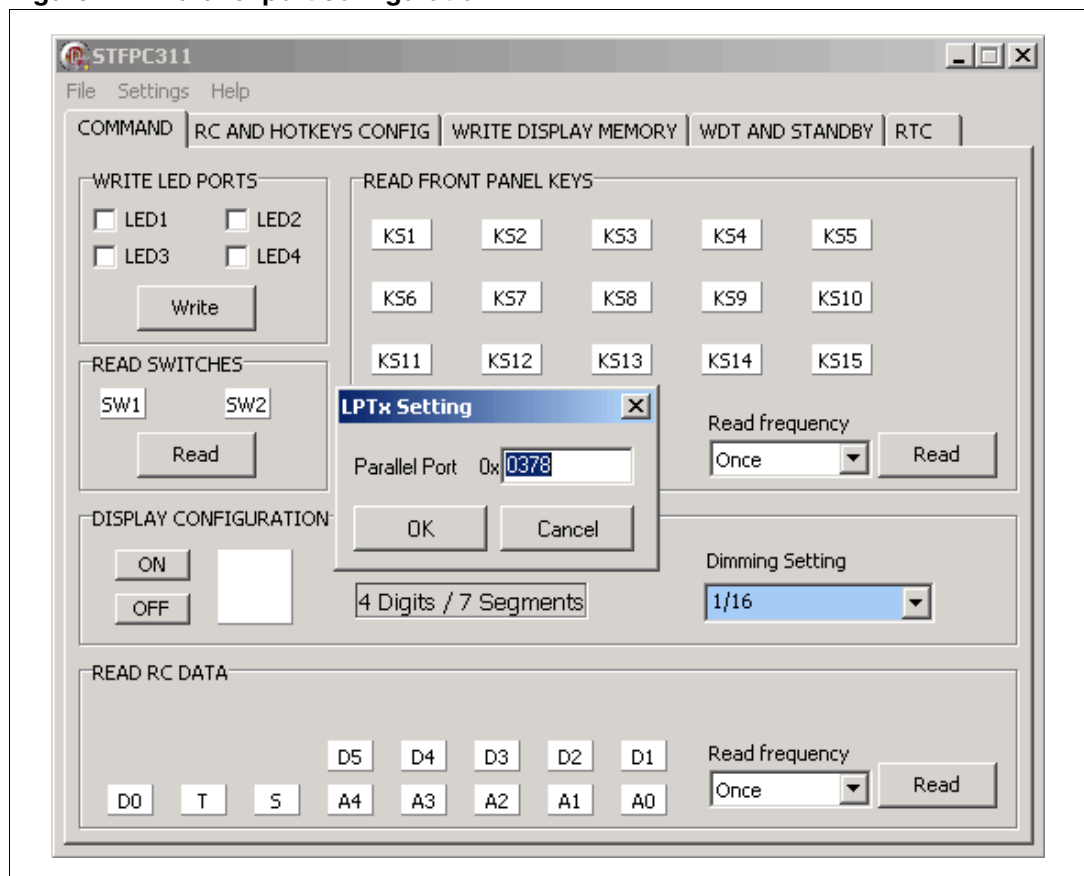 STFPC311
File Settings Help
COMMAND RC AND HOTKEYS CONFIG WRITE DISPLAY MEMORY WDT AND STANDBY RTC
WRITE LED PORTS
LED1 LED2
LED3 LED4
Write
READ FRONT PANEL KEYS
KS1 KS2 KS3 KS4 KS5
KS6 KS7 KS8 KS9 KS10
KS11 KS12 KS13 KS14 KS15
READ SWITCHES
SW1 SW2
Read
LPTx Setting
Parallel Port 0x 0378
OK Cancel
Read frequency
Once Read
DISPLAY CONFIGURATION
ON
OFF
4 Digits / 7 Segments
Dimming Setting
1/16
READ RC DATA
D5 D4 D3 D2 D1
D0 T S A4 A3 A2 A1 A0
Read frequency
Once Read